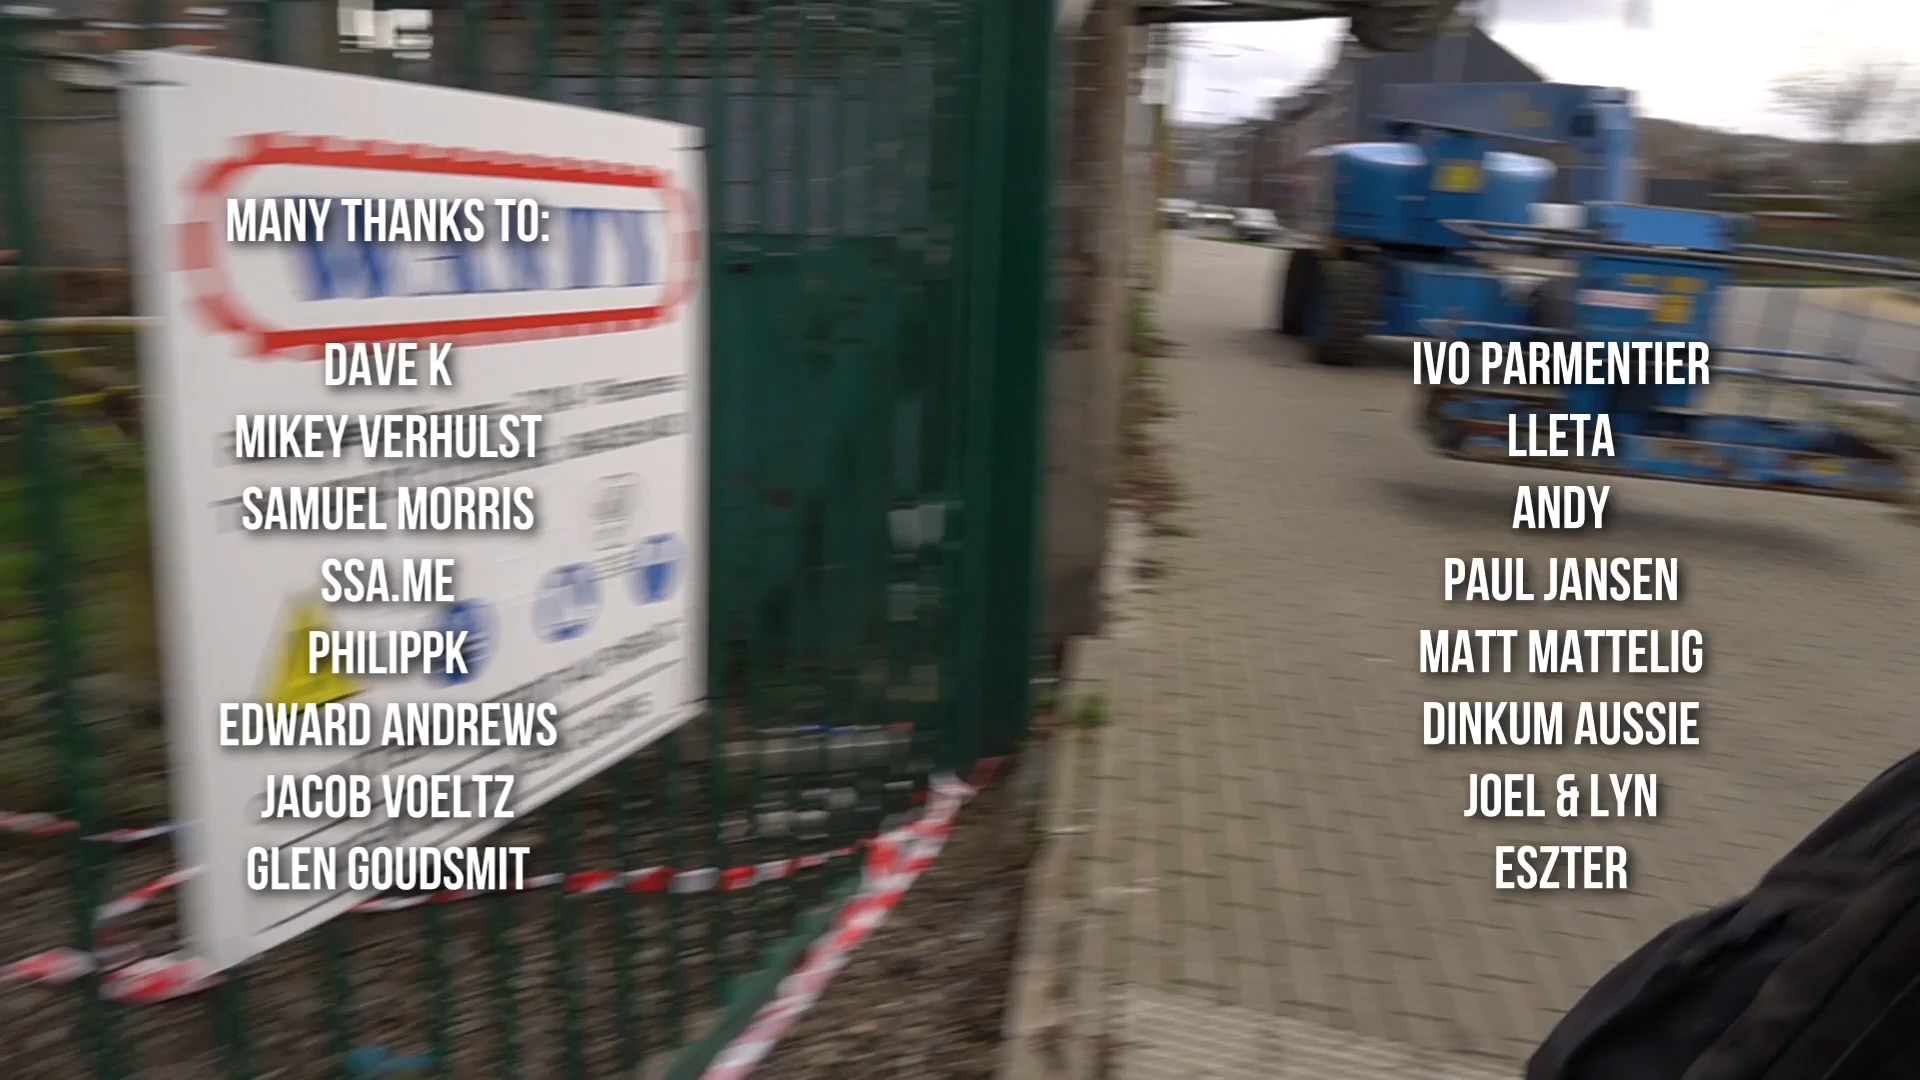 MANY THANKS TO:
DAVE K
MIKEY VERHULST
SAMUEL MORRIS
SSA.ME
PHILIPPK
EDWARD ANDREWS
JACOB VOELTZ
GLEN GOUDSMIT
IVO PARMENTIER
LLETA
ANDY
PAUL JANSEN
MATT MATTELIG
DINKUM AUSSIE
JOEL & LYN
ESZTER